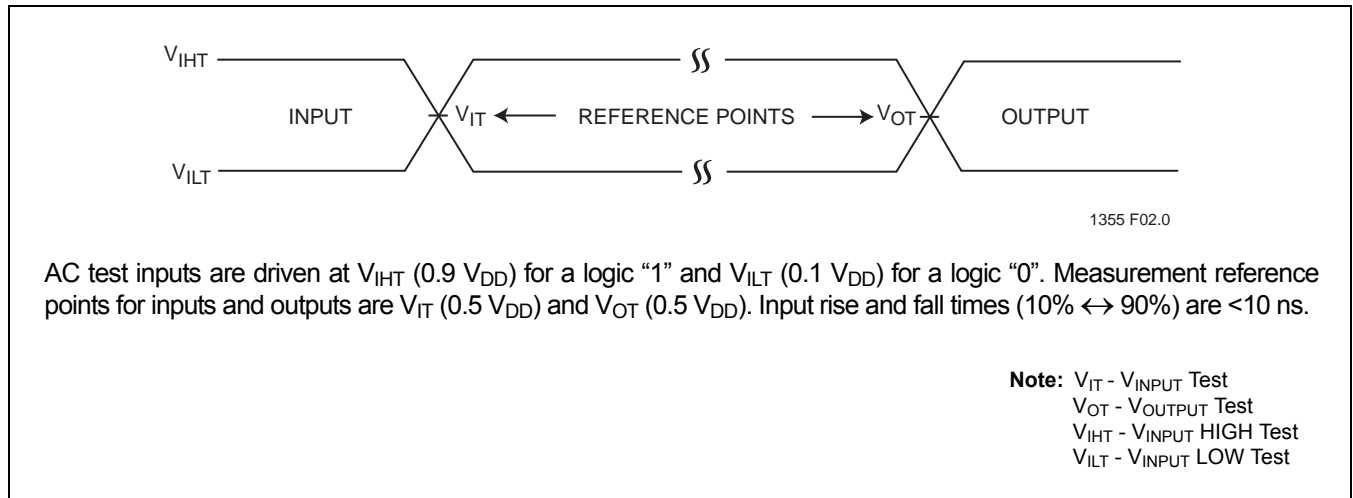 VIHT
INPUT VIT REFERENCE POINTS VOT OUTPUT
VILT
1355 F02.0
AC test inputs are driven at VIHT (0.9 VDD) for a logic “1” and VILT (0.1 VDD) for a logic “0”. Measurement reference
points for inputs and outputs are VIT (0.5 VDD) and VOT (0.5 VDD). Input rise and fall times (10% ↔ 90%) are <10 ns.
Note: VIT - VINPUT Test
VOT - VOUTPUT Test
VIHT - VINPUT HIGH Test
VILT - VINPUT LOW Test